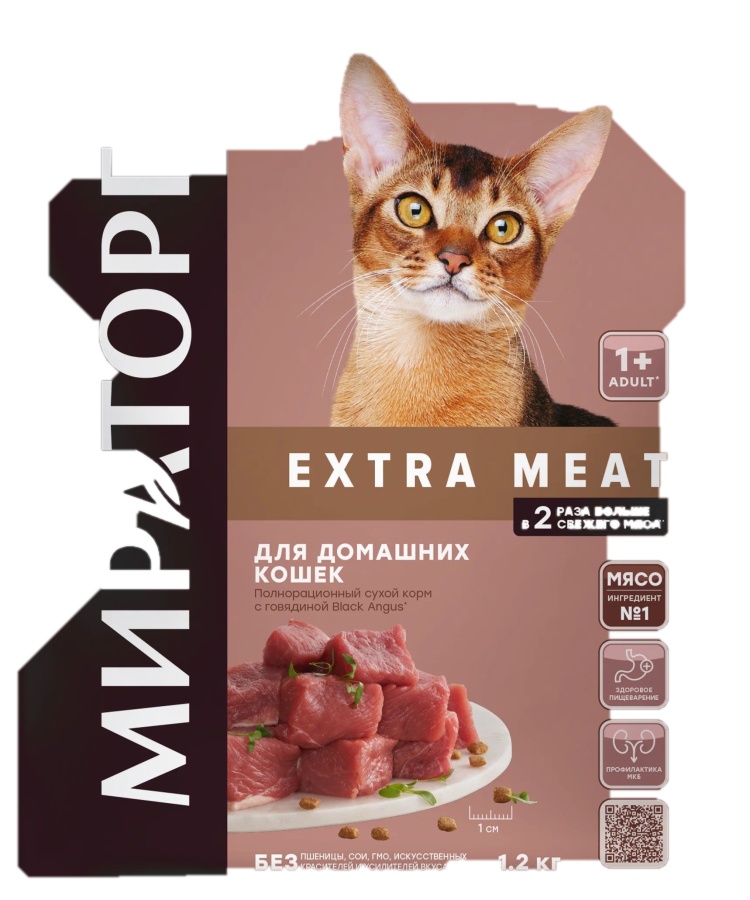 МИРАТОРГ
1+
ADULT*
EXTRA MEAT
В 2 РАЗА БОЛЬШЕ
СВЕЖЕГО МЯСА*
ДЛЯ ДОМАШНИХ
КОШЕК
Полнорационный сухой корм
с говядиной Black Angus*
МЯСО
ИНГРЕДИЕНТ
№1
ЗДОРОВОЕ
ПИЩЕВАРЕНИЕ
ПРОФИЛАКТИКА
МКБ
1 СМ
БЕЗ ПШЕНИЦЫ, СОИ, ГМО, ИСКУССТВЕННЫХ
КРАСИТЕЛЕЙ И УСИЛИТЕЛЕЙ ВКУСА
1.2 кг